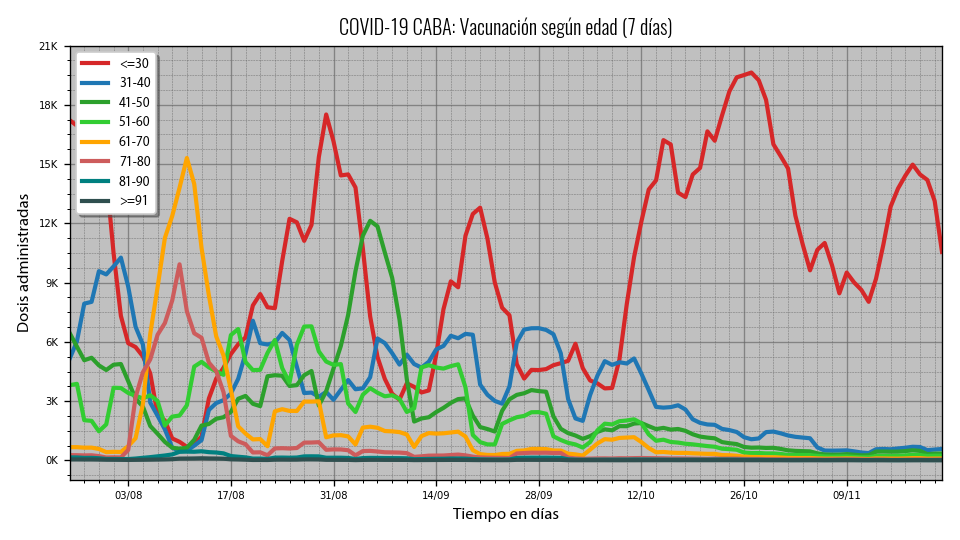 COVID-19 CABA: Vacunación según edad (7 días)
21K
18K
15K
12K
9K
6K
3K
0K
Dosis administradas
<=30
31-40
41-50
51-60
61-70
71-80
81-90
>=91
03/08 17/08 31/08 14/09 28/09 12/10 26/10 09/11
Tiempo en días